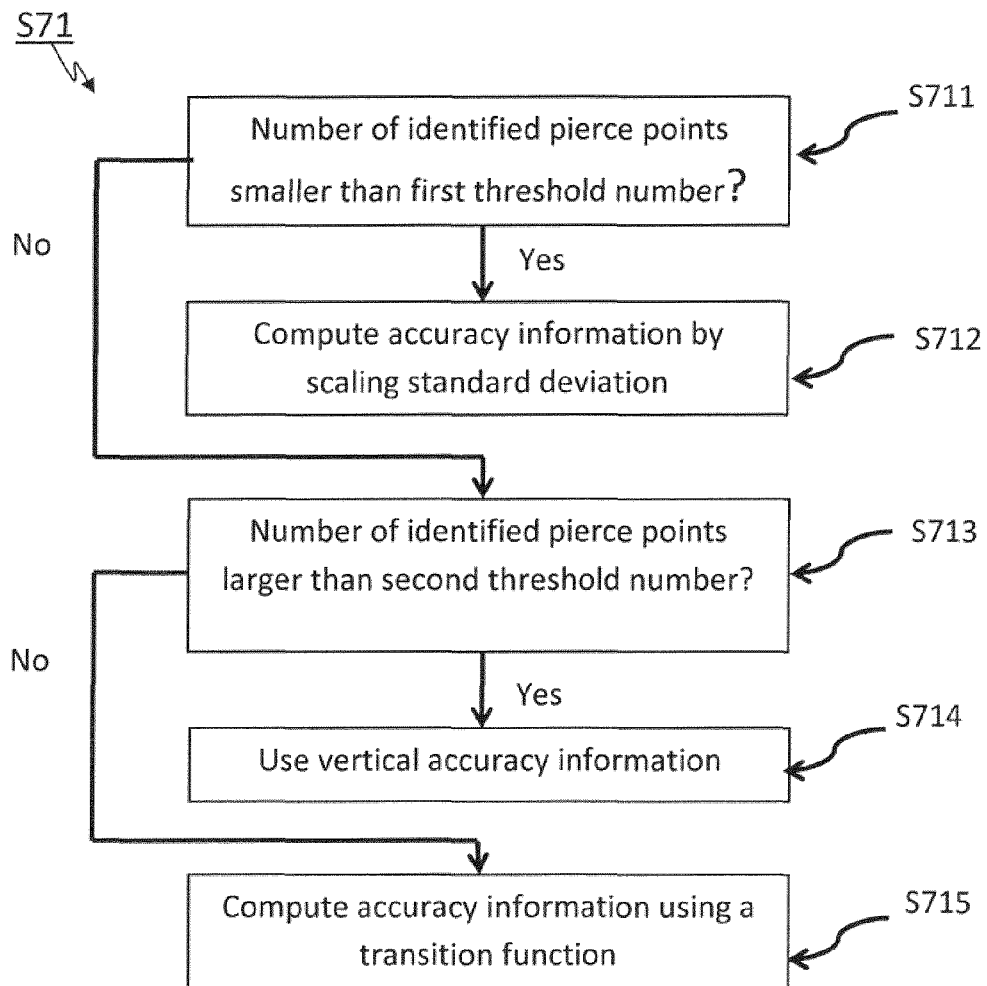 S71
S711
Number of identified pierce points
smaller than first threshold number?
No
Yes
Compute accuracy information by
scaling standard deviation
S712
Number of identified pierce points
larger than second threshold number?
S713
No
Yes
S714
Use vertical accuracy information
Compute accuracy information using a
transition function
S715